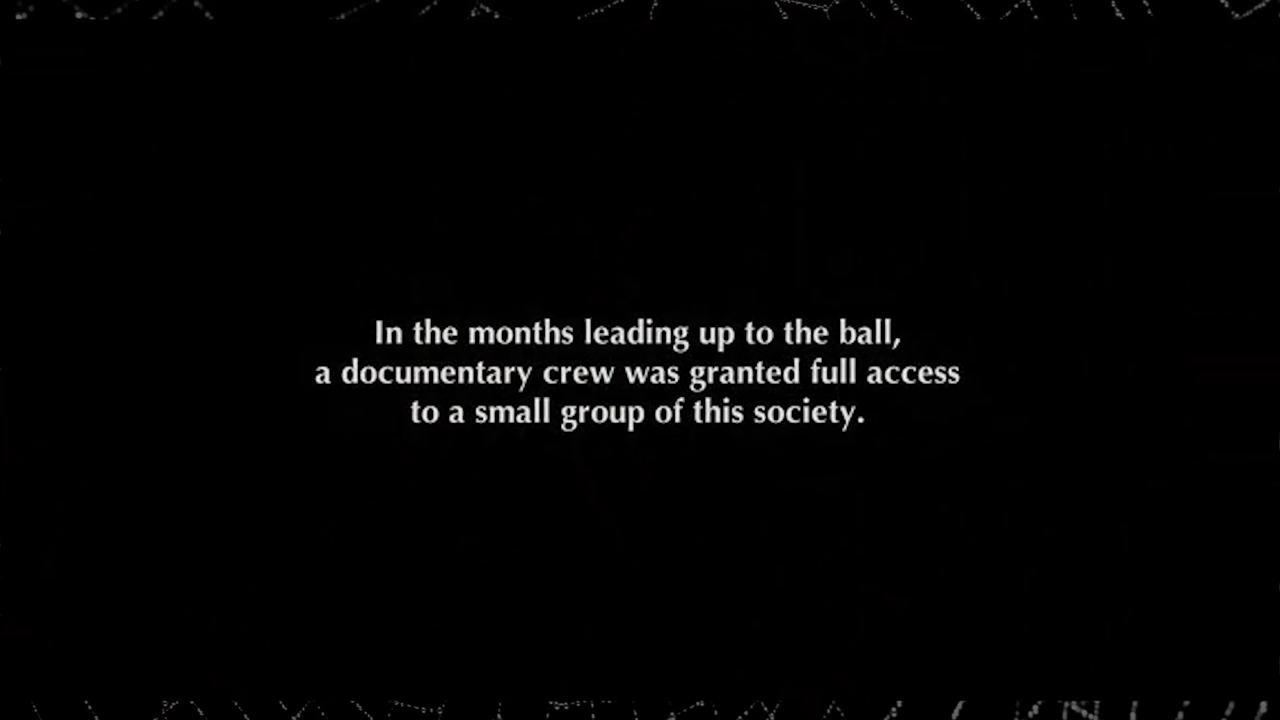 In the months leading up to the ball,
a documentary crew was granted full access
to a small group of this society.